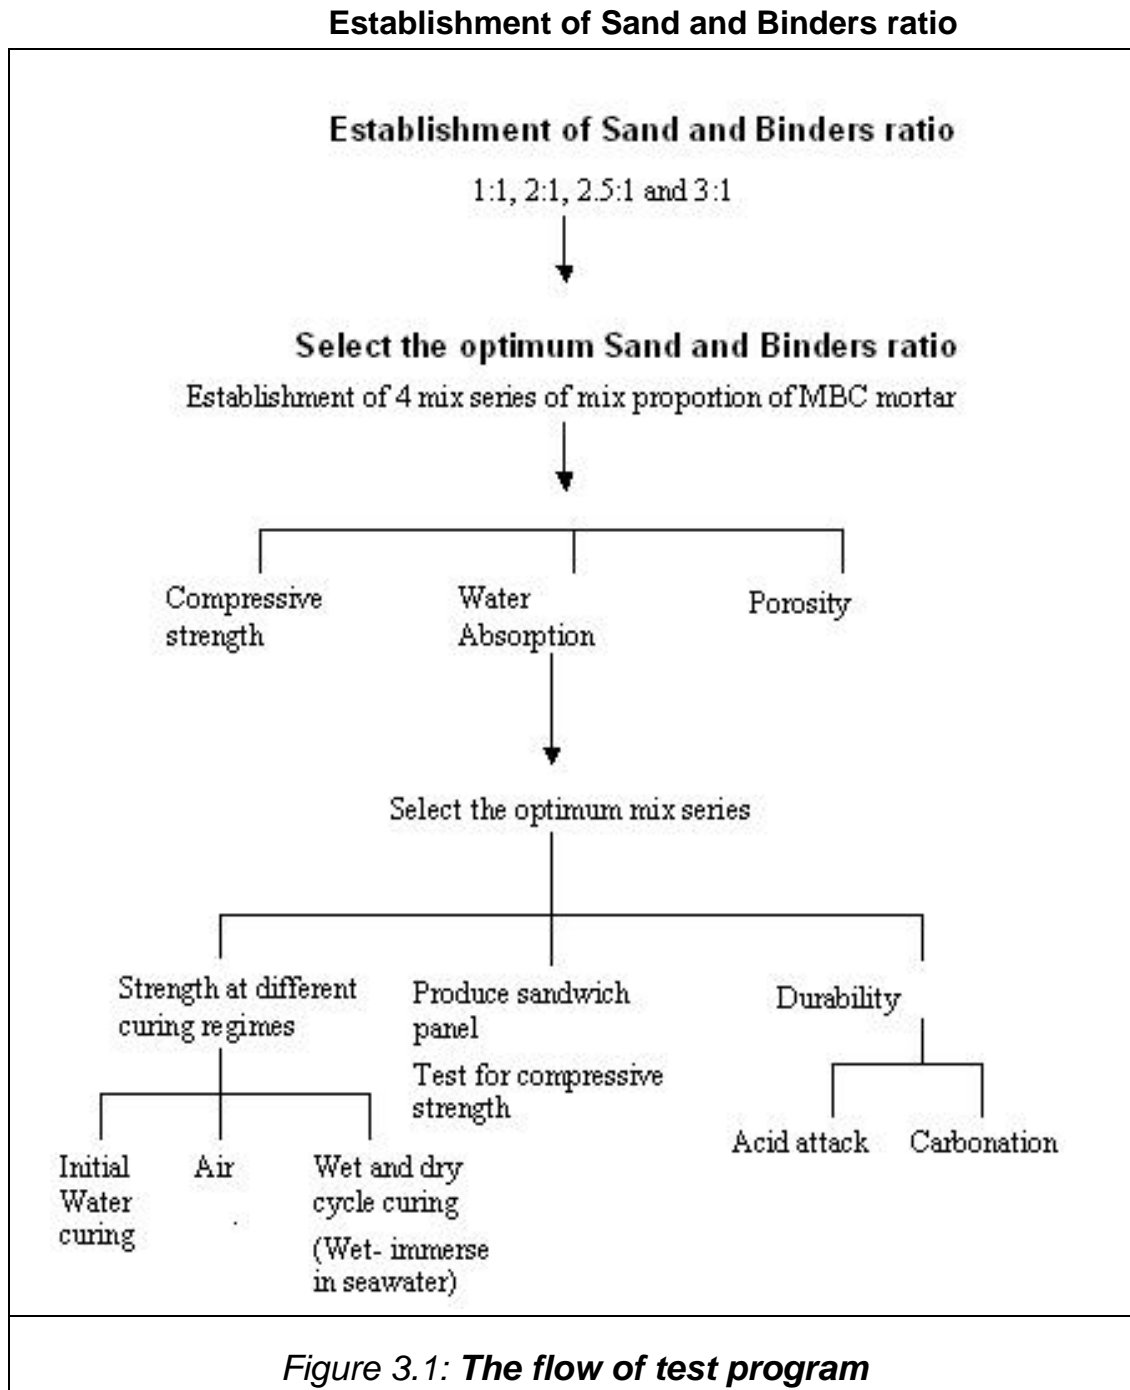 Establishment of Sand and Binders ratio
Establishment of Sand and Binders ratio
1:1, 2:1, 2.5:1 and 3:1
Select the optimum Sand and Binders ratio
Establishment of 4 mix series of mix proportion of MBC mortar
Compressive
strength
Water
Absorption
Porosity
Select the optimum mix series
Strength at different
curing regimes
Produce sandwich
panel
Test for compressive
strength
Durability
Initial
Water
curing
Air
Wet and dry
cycle curing
(Wet- immerse
in seawater)
Acid attack
Carbonation
Figure 3.1: The flow of test program